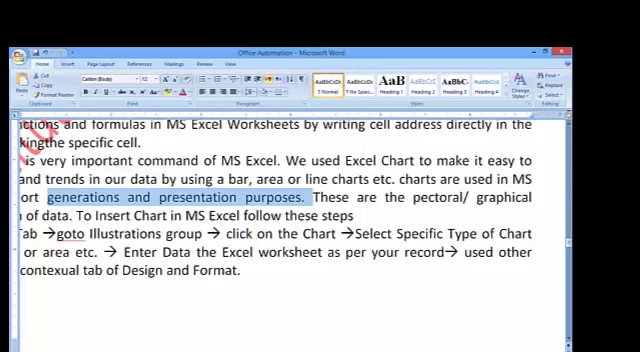 Office Automation - Microsoft Word
Home Insert Page Layout References Mailings Review View
Cut
Copy
Format Painter
Paste
Clipboard
Calibri (Body) 12
Font
Paragraph
AaBbCcDc AaBbCcDc AaBbC AaBbCcC AaBbC AaBbCcDc
¶ Normal ¶ No Spaci... Heading 1 Heading 2 Heading 3 Heading 4
Styles
Change Styles
Find
Replace
Select
Editing
ctions and formulas in MS Excel Worksheets by writing cell address directly in the
kingthe specific cell.
is very important command of MS Excel. We used Excel Chart to make it easy to
and trends in our data by using a bar, area or line charts etc. charts are used in MS
ort generations and presentation purposes. These are the pectoral/ graphical
n of data. To Insert Chart in MS Excel follow these steps
Tab →goto Illustrations group → click on the Chart →Select Specific Type of Chart
or area etc. → Enter Data the Excel worksheet as per your record→ used other
contexual tab of Design and Format.